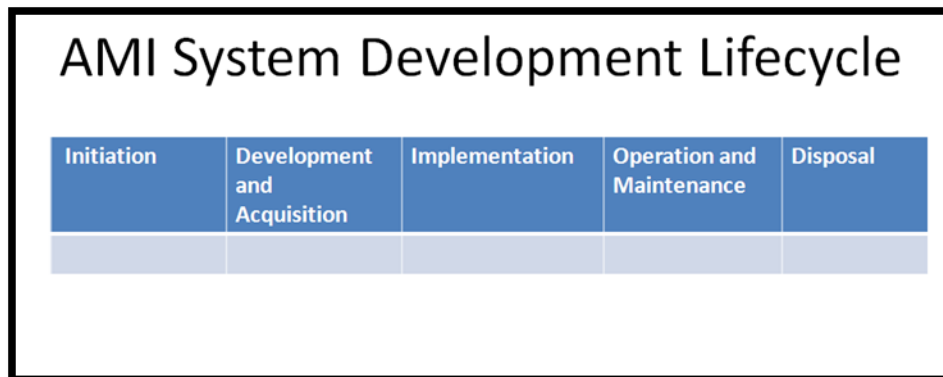 AMI System Development Lifecycle
Initiation
Development
and
Acquisition
Implementation
Operation and
Maintenance
Disposal